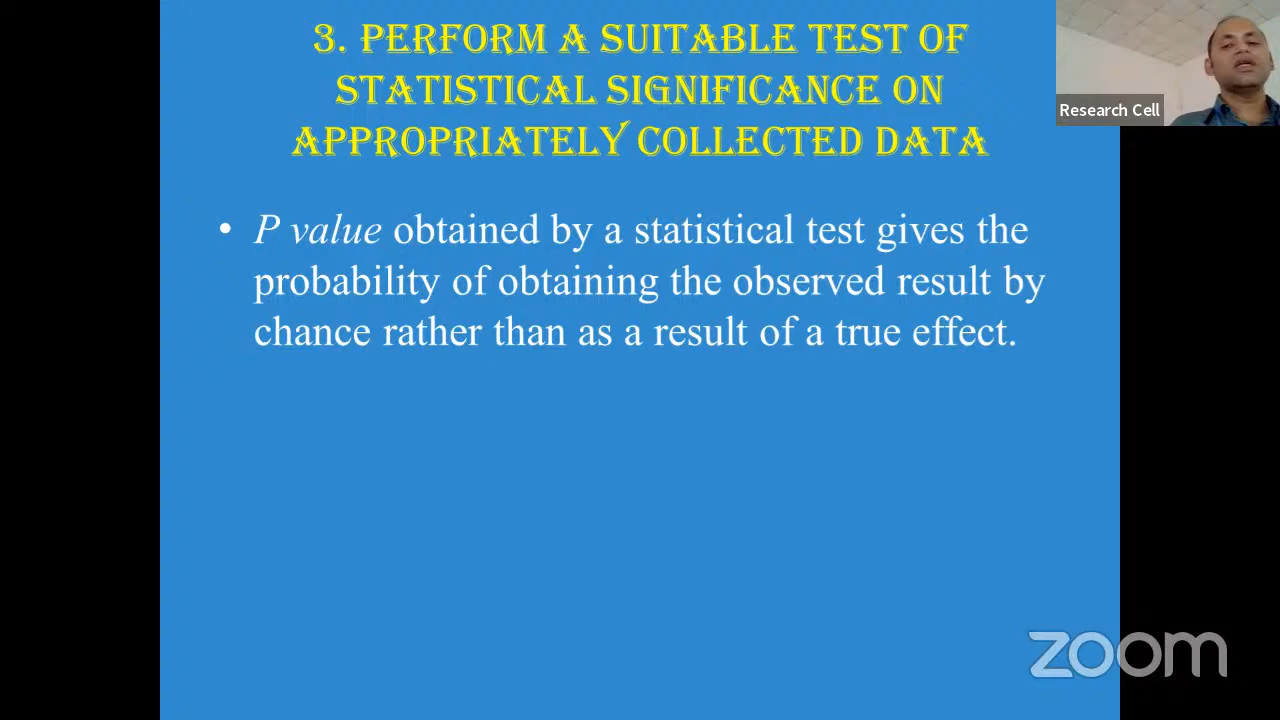 3. PERFORM A SUITABLE TEST OF
STATISTICAL SIGNIFICANCE ON
APPROPRIATELY COLLECTED DATA
Research Cell
• P value obtained by a statistical test gives the
probability of obtaining the observed result by
chance rather than as a result of a true effect.
zoom